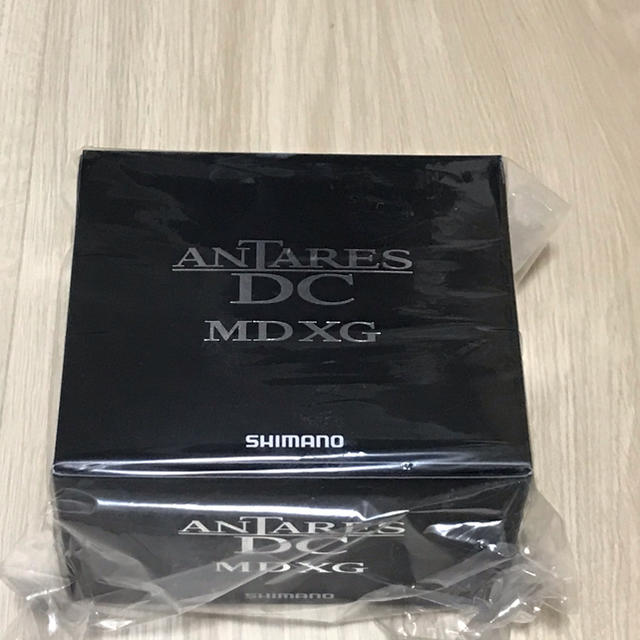 ANTARES
DC
MD XG
SHIMANO
ANTARES
DC
MD XG
SHIMANO